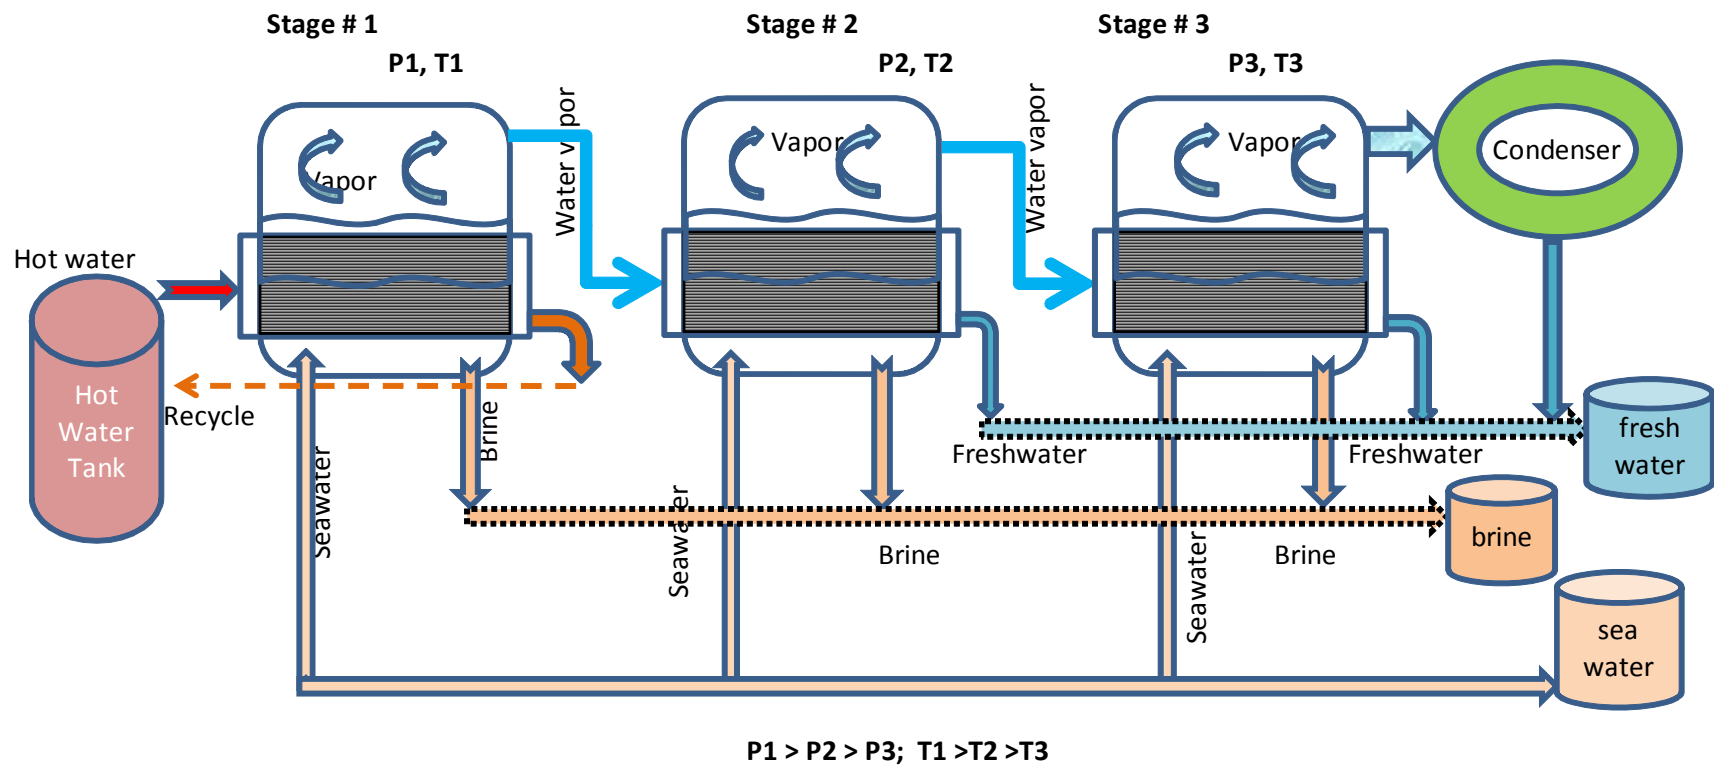 Stage # 1
Stage # 2
Stage # 3
P1, T1
P2, T2
P3, T3
Vapor
Water vapor
Vapor
Water vapor
Vapor
Condenser
Hot water
Hot
Water
Tank
Recycle
Seawater
Brine
Seawater
Freshwater
Brine
Seawater
Freshwater
Brine
fresh
water
brine
sea
water
P1 > P2 > P3; T1 >T2 >T3